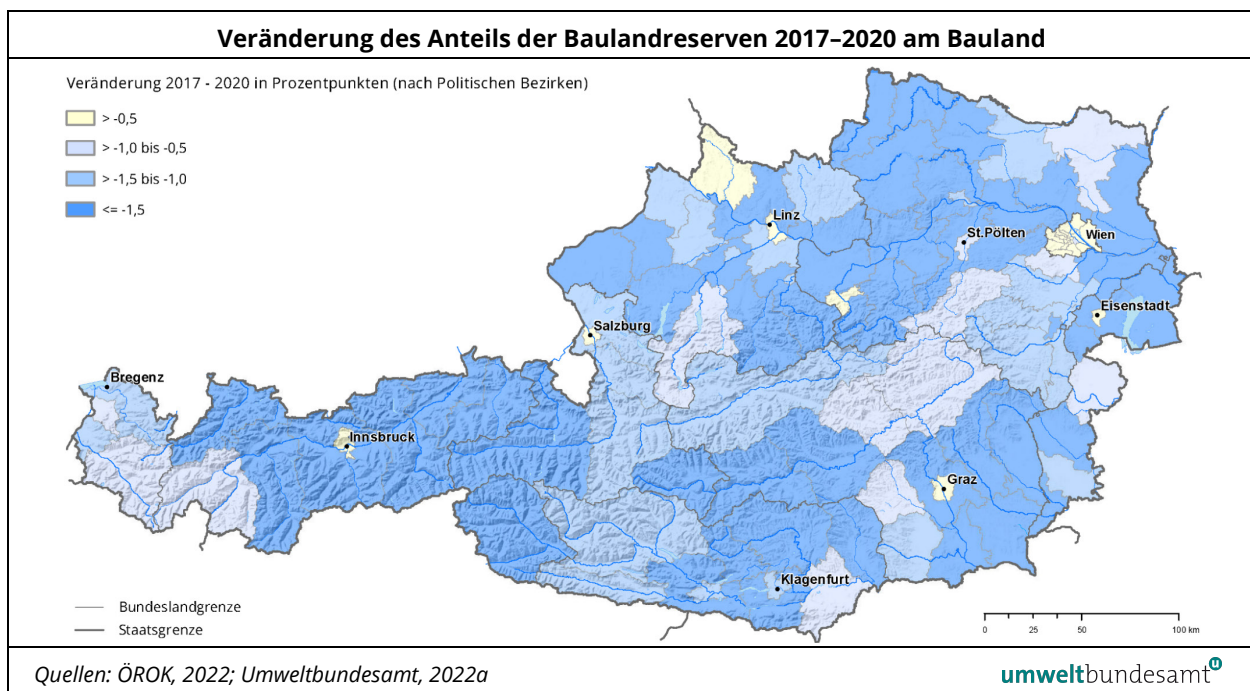 Veränderung des Anteils der Baulandreserven 2017–2020 am Bauland
Veränderung 2017 - 2020 in Prozentpunkten (nach Politischen Bezirken)
> -0,5
> -1,0 bis -0,5
> -1,5 bis -1,0
<= -1,5
Linz
St.Pölten
Wien
Eisenstadt
Salzburg
Bregenz
Innsbruck
Graz
Klagenfurt
Bundeslandgrenze
Staatsgrenze
0 25 50 100 km
Quellen: ÖROK, 2022; Umweltbundesamt, 2022a
umweltbundesamt u